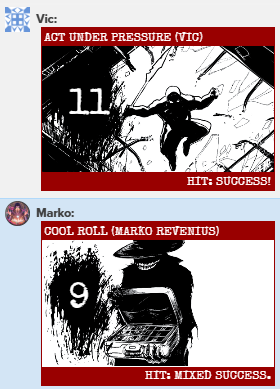 Vic:
ACT UNDER PRESSURE (VIC)
11
HIT: SUCCESS!
Marko:
COOL ROLL (MARKO REVENIUS)
9
HIT: MIXED SUCCESS.